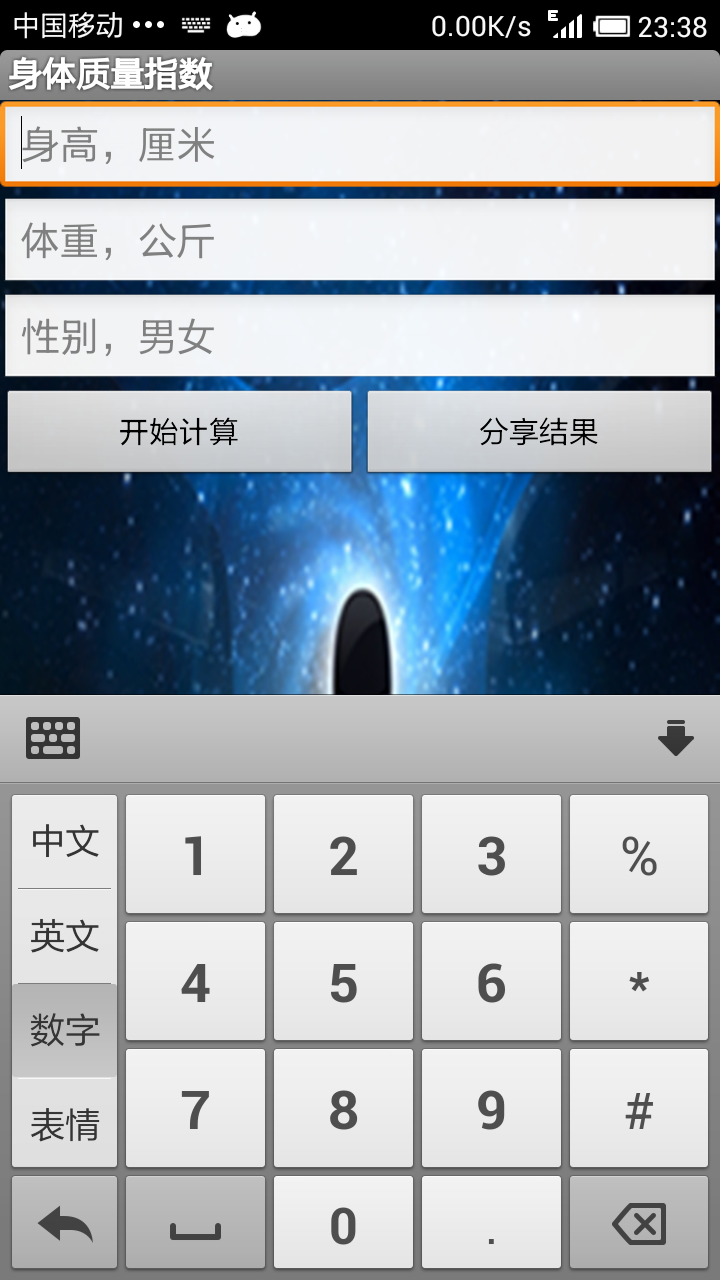 中国移动 ••• 0.00K/s E 23:38
身体质量指数
身高，厘米
体重，公斤
性别，男女
开始计算 分享结果
中文 1 2 3 %
英文 4 5 6 *
数字 7 8 9 #
表情
0 .